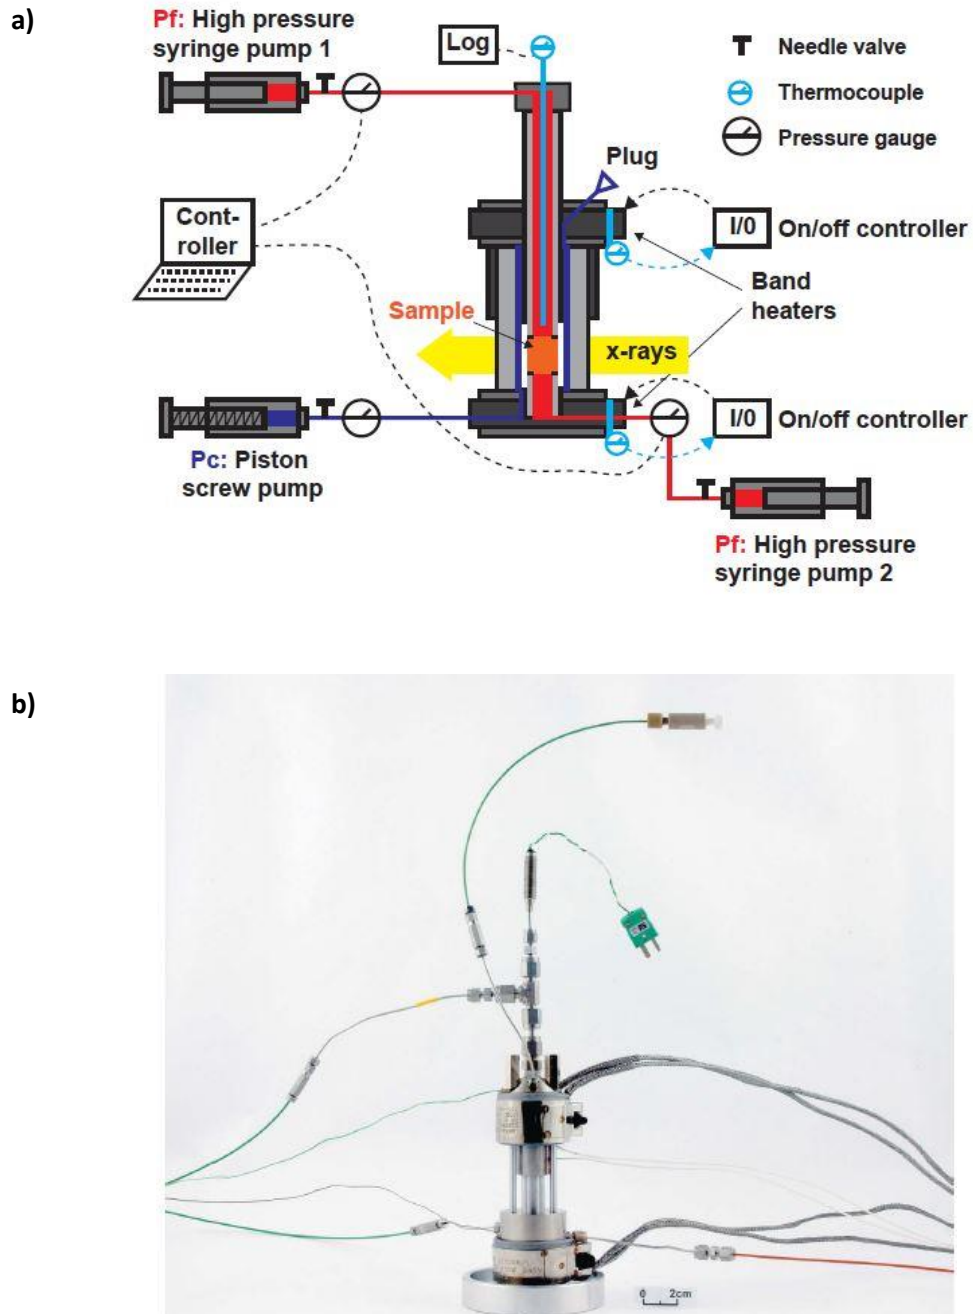 a)
Pf: High pressure
syringe pump 1
Log
Needle valve
Thermocouple
Pressure gauge
Plug
Cont-
roller
I/0
On/off controller
Band
heaters
Sample
x-rays
I/0
On/off controller
Pc: Piston
screw pump
Pf: High pressure
syringe pump 2
b)
0 2cm